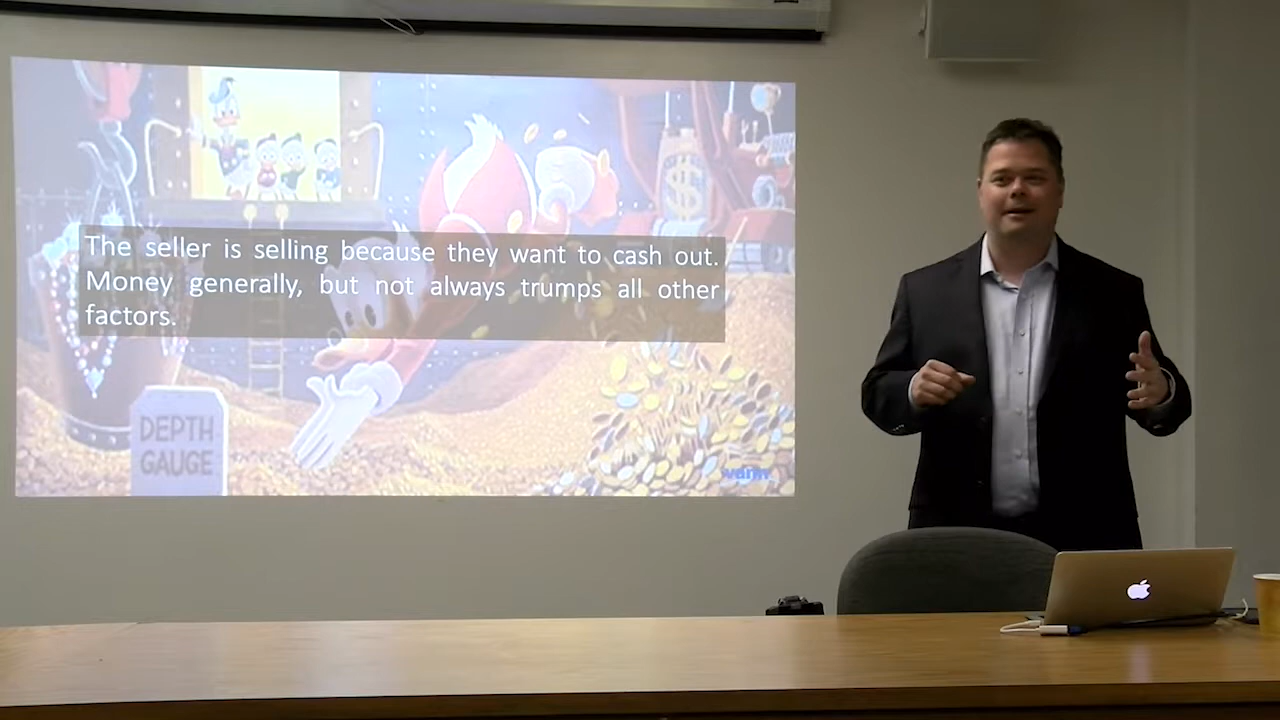 The seller is selling because they want to cash out.
Money generally, but not always trumps all other
factors.
$
DEPTH
GAUGE
vann